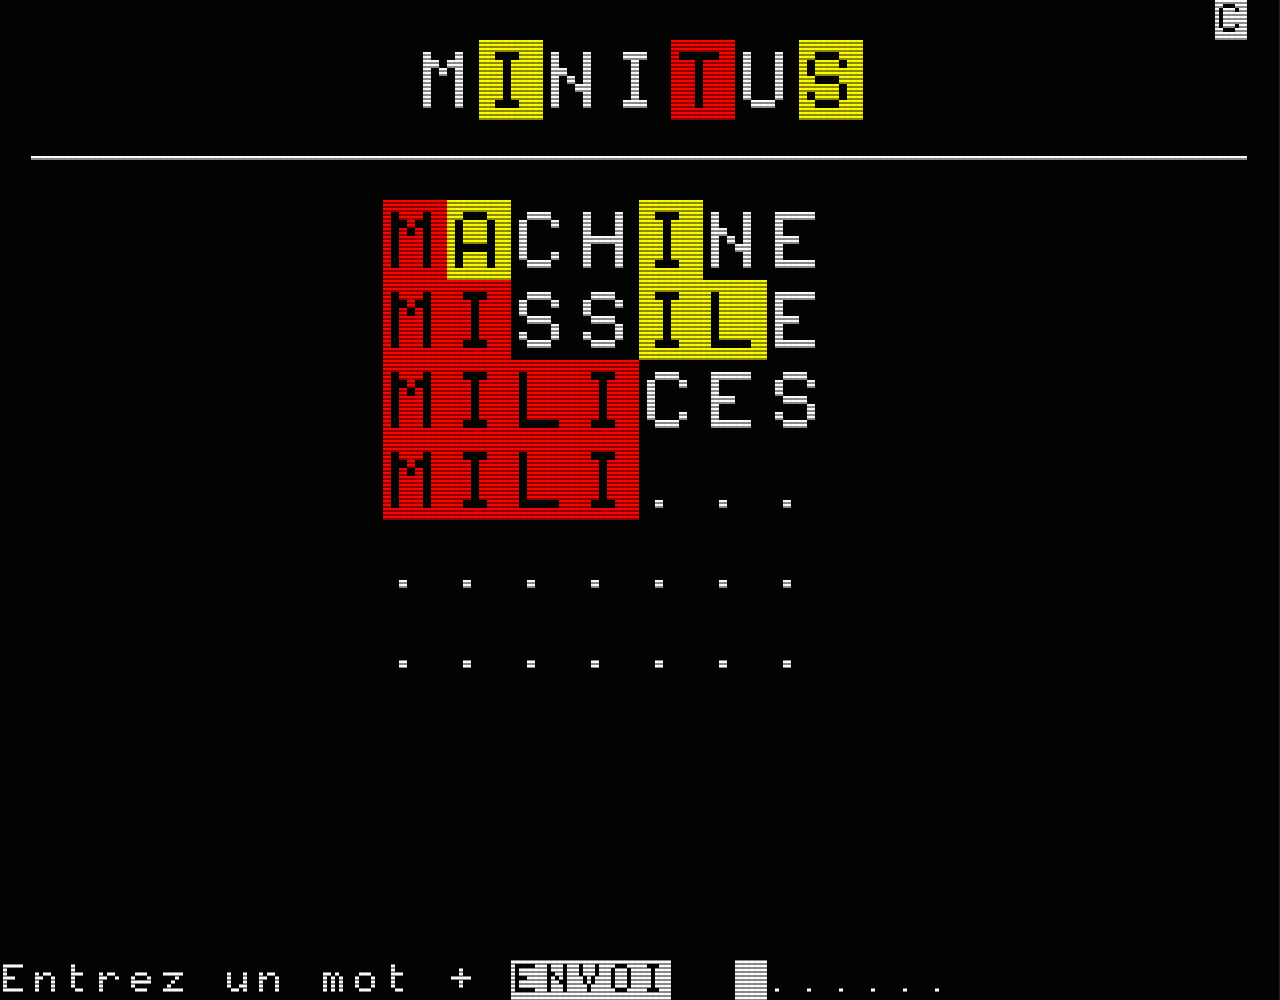 C
MINITUS
MACHINE
MISSILE
MILICES
MILI...
.......
.......
Entrez un mot + ENVOI ......